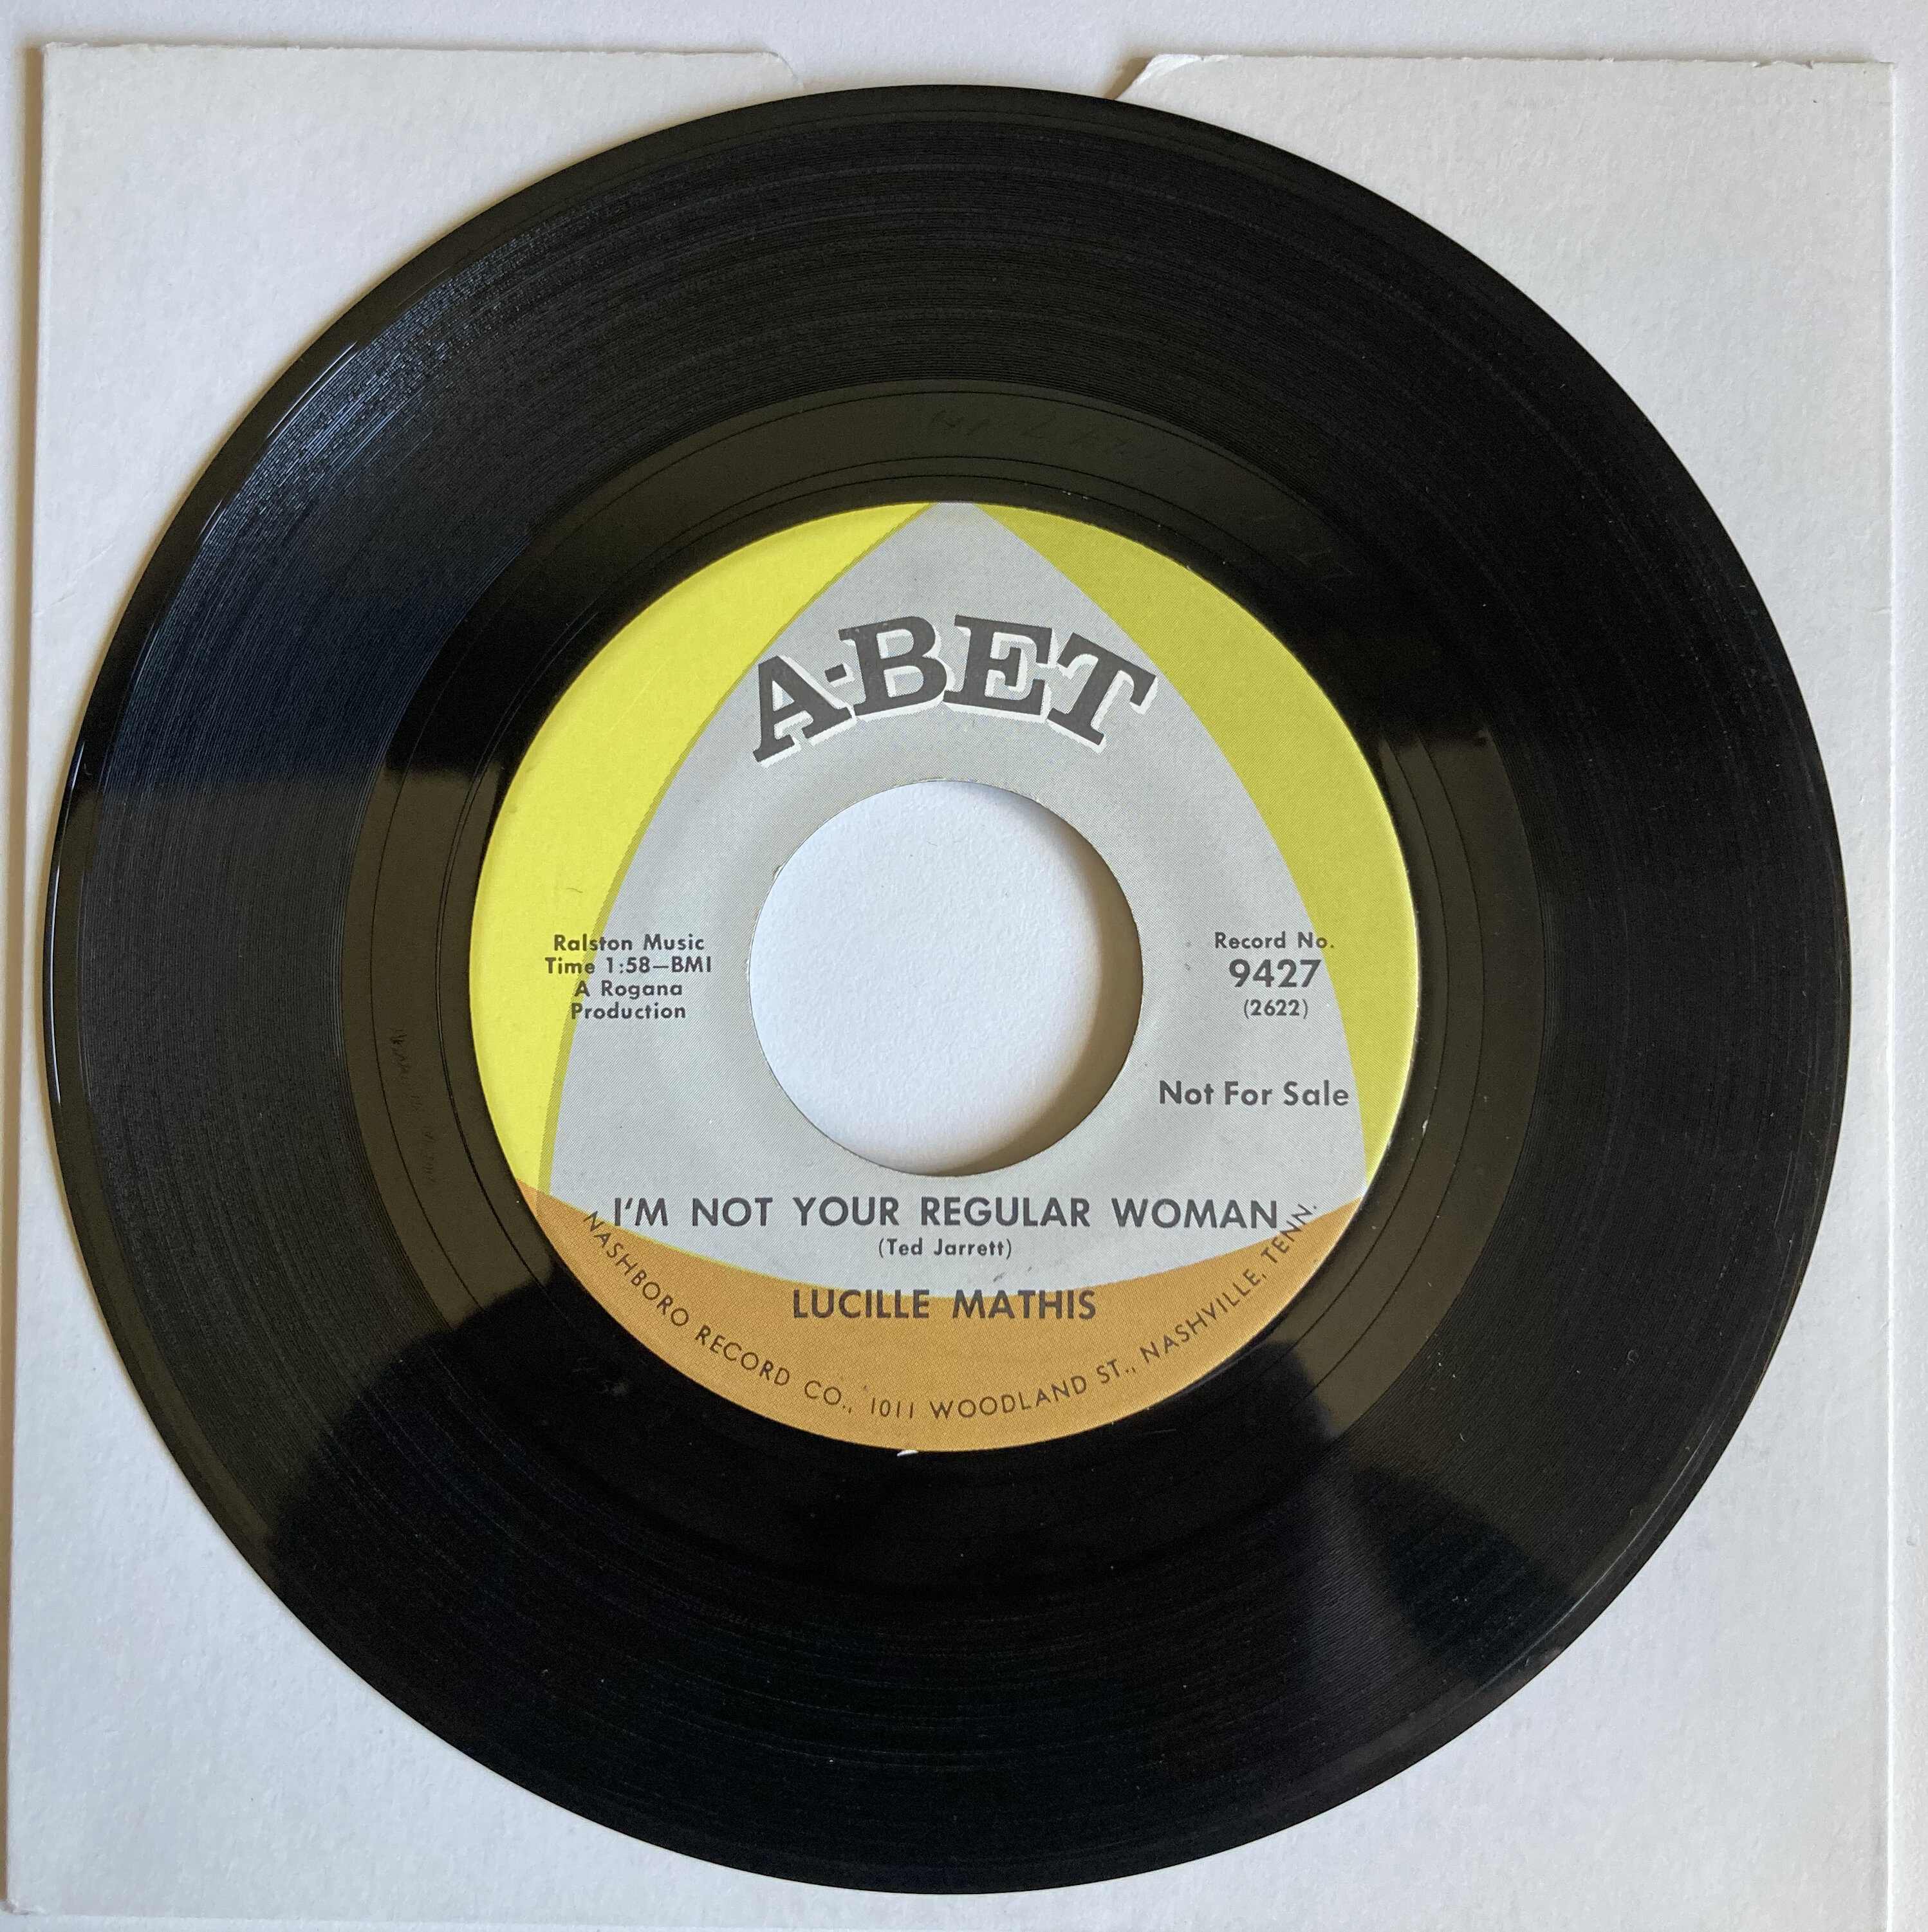 A-BET
Ralston Music
Time 1:58—BMI
A Rogana
Production
Record No.
9427
(2622)
Not For Sale
I'M NOT YOUR REGULAR WOMAN
(Ted Jarrett)
LUCILLE MATHIS
NASHBORO RECORD CO., 1011 WOODLAND ST., NASHVILLE, TENN.